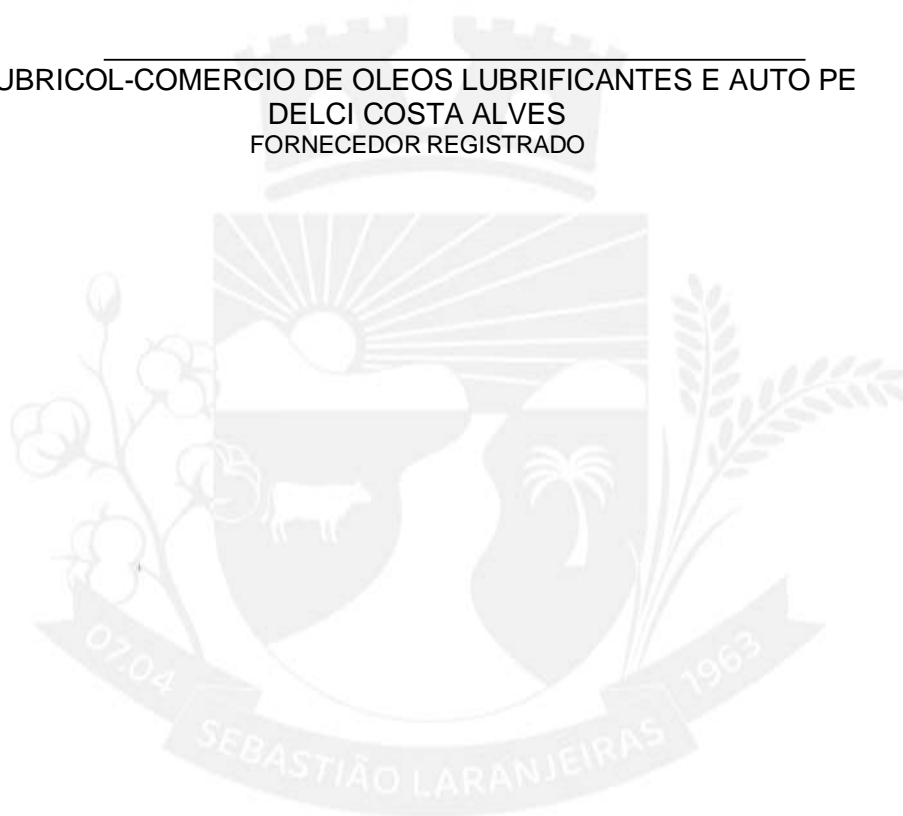 UBRICOL-COMERCIO DE OLEOS LUBRIFICANTES E AUTO PE
DELCI COSTA ALVES
FORNECEDOR REGISTRADO
07.04
SEBASTIÃO LARANJEIRAS
1963